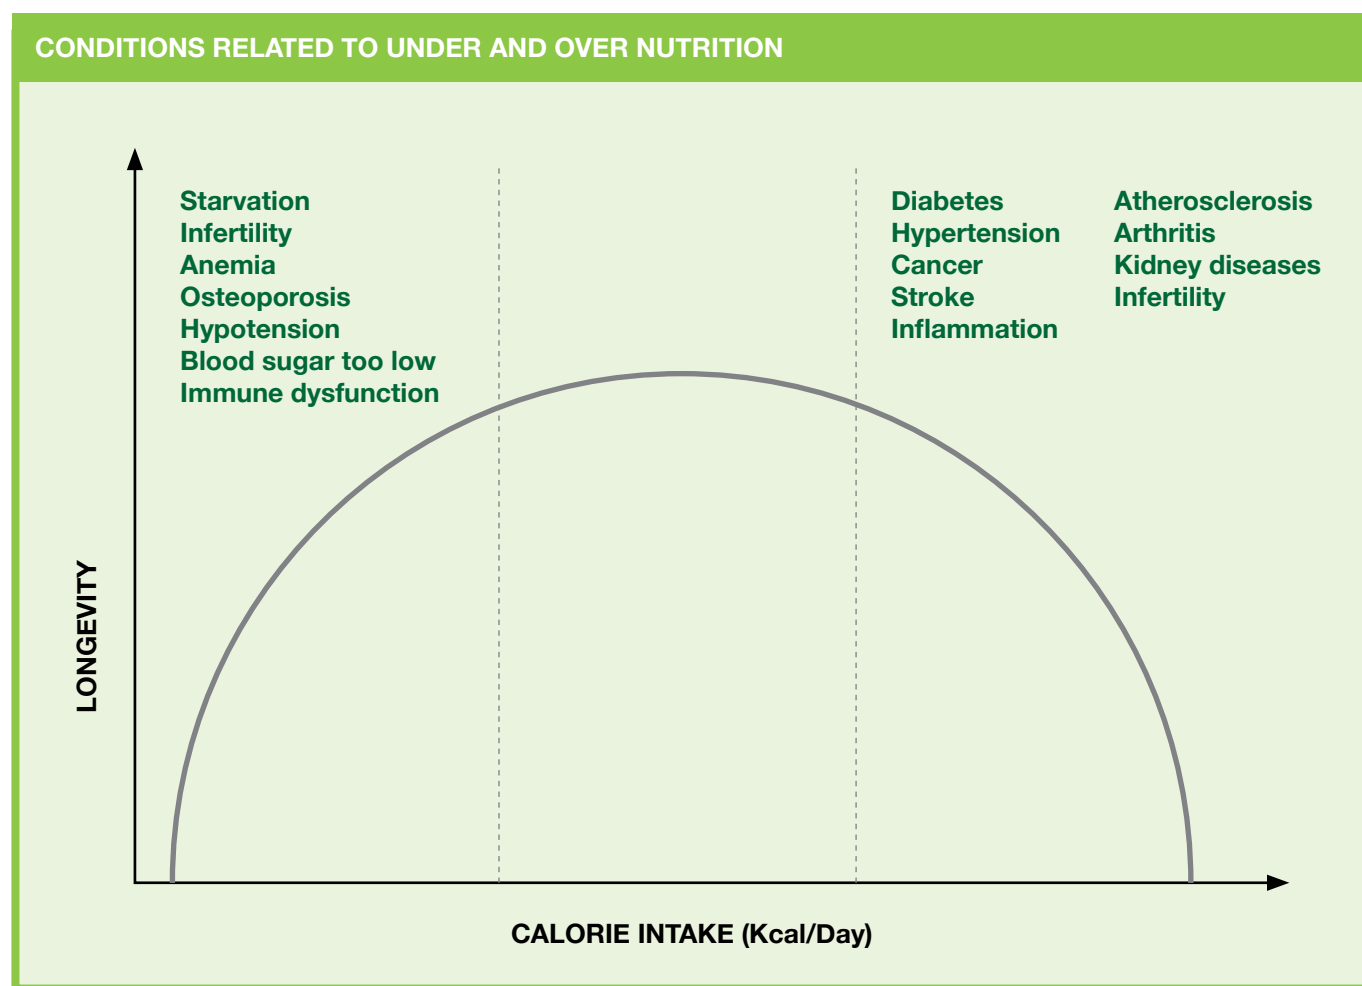 CONDITIONS RELATED TO UNDER AND OVER NUTRITION
Starvation
Infertility
Anemia
Osteoporosis
Hypotension
Blood sugar too low
Immune dysfunction
Diabetes
Hypertension
Cancer
Stroke
Inflammation
Atherosclerosis
Arthritis
Kidney diseases
Infertility
LONGEVITY
CALORIE INTAKE (Kcal/Day)